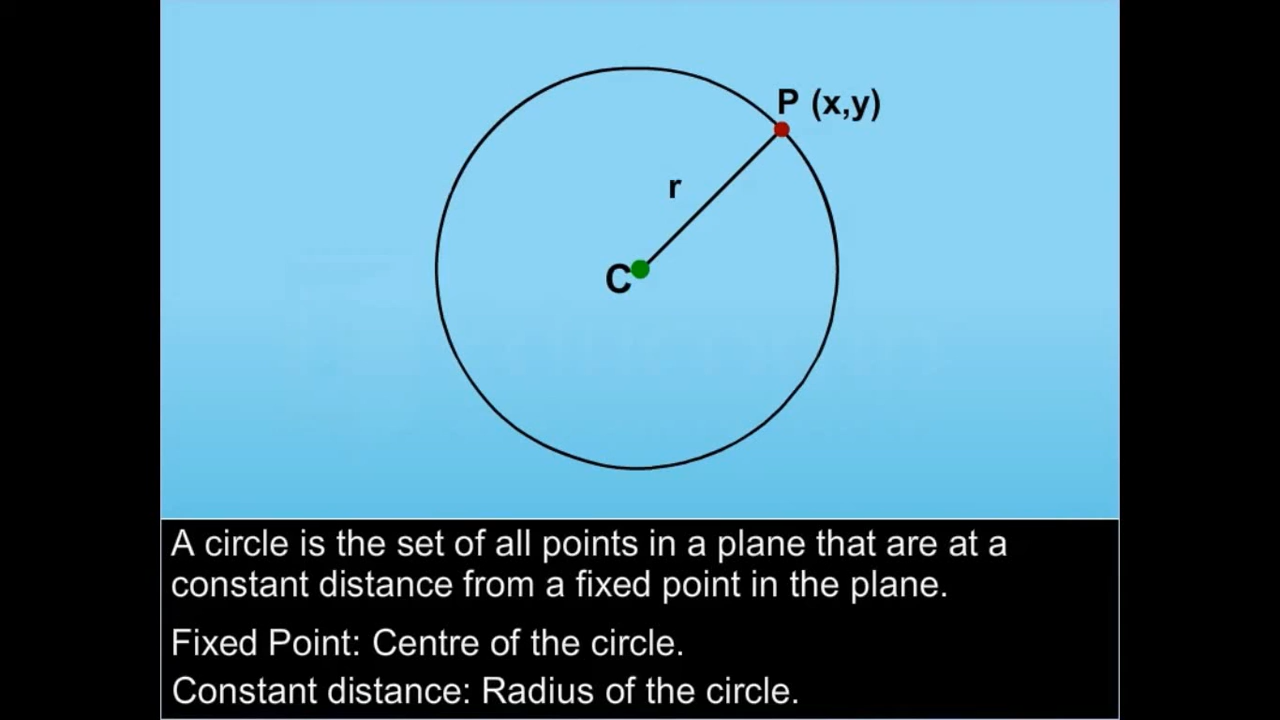 P (x,y)
r
C
A circle is the set of all points in a plane that are at a
constant distance from a fixed point in the plane.
Fixed Point: Centre of the circle.
Constant distance: Radius of the circle.